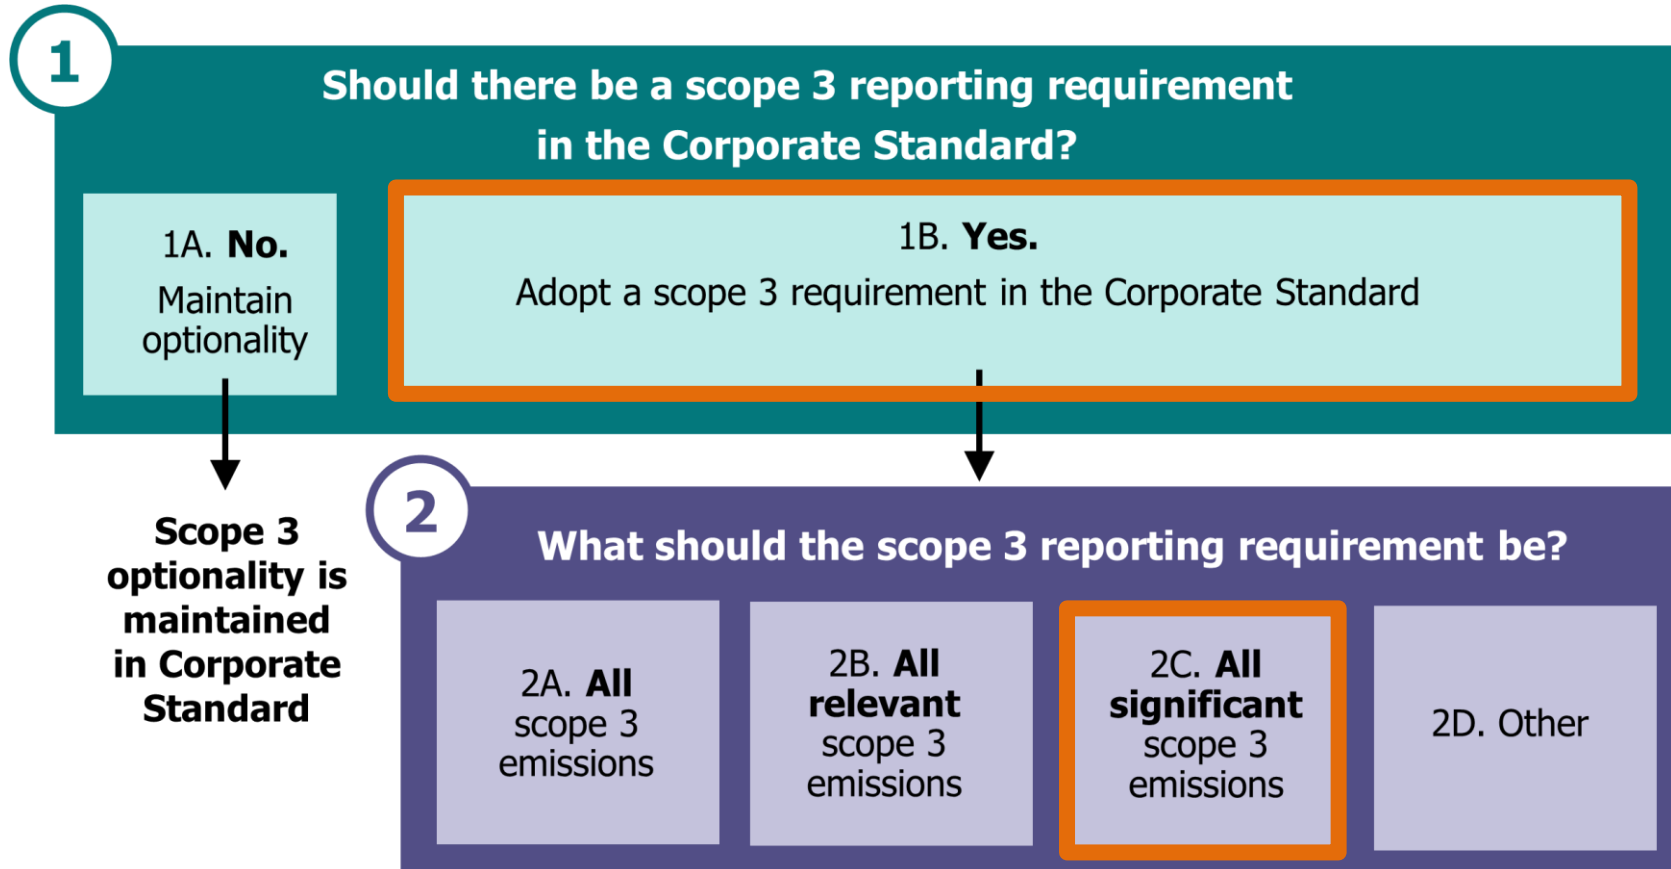 1
Should there be a scope 3 reporting requirement
in the Corporate Standard?
1A. No.
Maintain
optionality
1B. Yes.
Adopt a scope 3 requirement in the Corporate Standard
Scope 3
optionality is
maintained
in Corporate
Standard
2
What should the scope 3 reporting requirement be?
2A. All
scope 3
emissions
2B. All
relevant
scope 3
emissions
2C. All
significant
scope 3
emissions
2D. Other